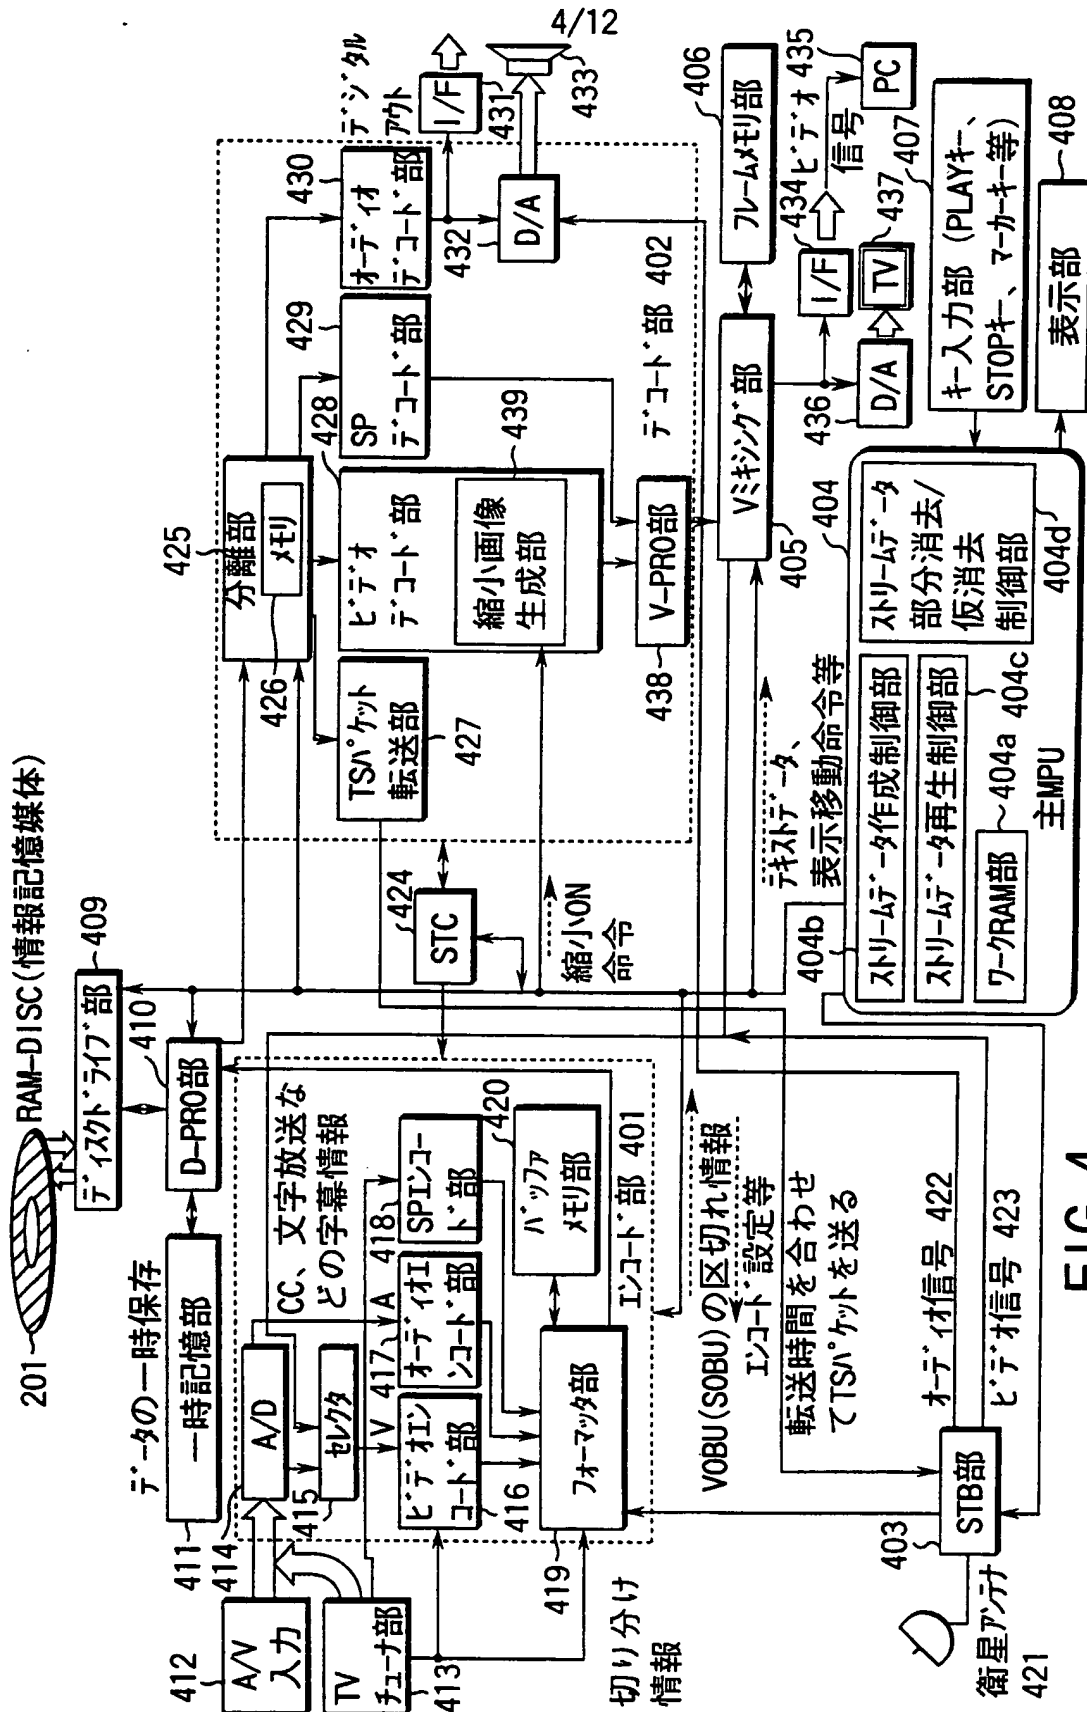 4/12
RAM-DISC(情報記憶媒体)
201
ディスクドライブ部
409
410
D-PRO部
データの一時保存
一時記憶部
411
412
A/V
入力
TV
チューナ部
413
414
A/D
415
セレクタ
CC、文字放送な
どの字幕情報
V
A
ビデオエン
コード部
416
417
オーディオエ
ンコード部
418
SPエンコー
ド部
フォーマッタ部
419
バッファ
メモリ部
420
エンコード部 401
切り分け
情報
STC
424
縮小ON
命令
425
分離部
メモリ
426
TSパケット
転送部
427
ビデオ
デコード部
428
縮小画像
生成部
439
SP
デコード部
429
オーディオ
デコード部
430
V-PRO部
438
デコード部 402
D/A
432
デジタル
アウト
I/F
431
433
Vミキシング部
405
フレームメモリ部
406
I/F
434
ビデオ
信号
435
PC
D/A
436
TV
437
キー入力部 (PLAYキー、
STOPキー、マーカーキー等)
407
表示部
408
テキストデータ、
表示移動命令等
404
404b
ストリームデータ作成制御部
ストリームデータ再生制御部
404c
ワークRAM部
404a
ストリームデータ
部分消去/
仮消去
制御部
404d
主MPU
VOBU(SOBU)の区切れ情報
エンコード設定等
転送時間を合わせ
てTSパケットを送る
オーディオ信号 422
ビデオ信号 423
403
STB部
衛星アンテナ
421
FIG. 4